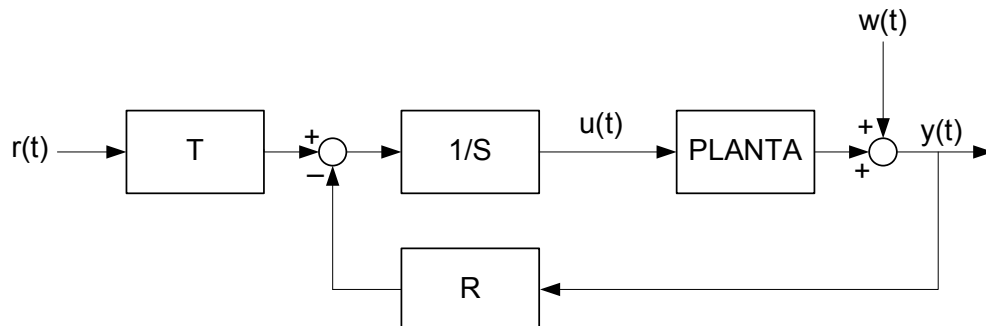 w(t)
r(t)
T
+
−
1/S
u(t)
PLANTA
+
+
y(t)
R